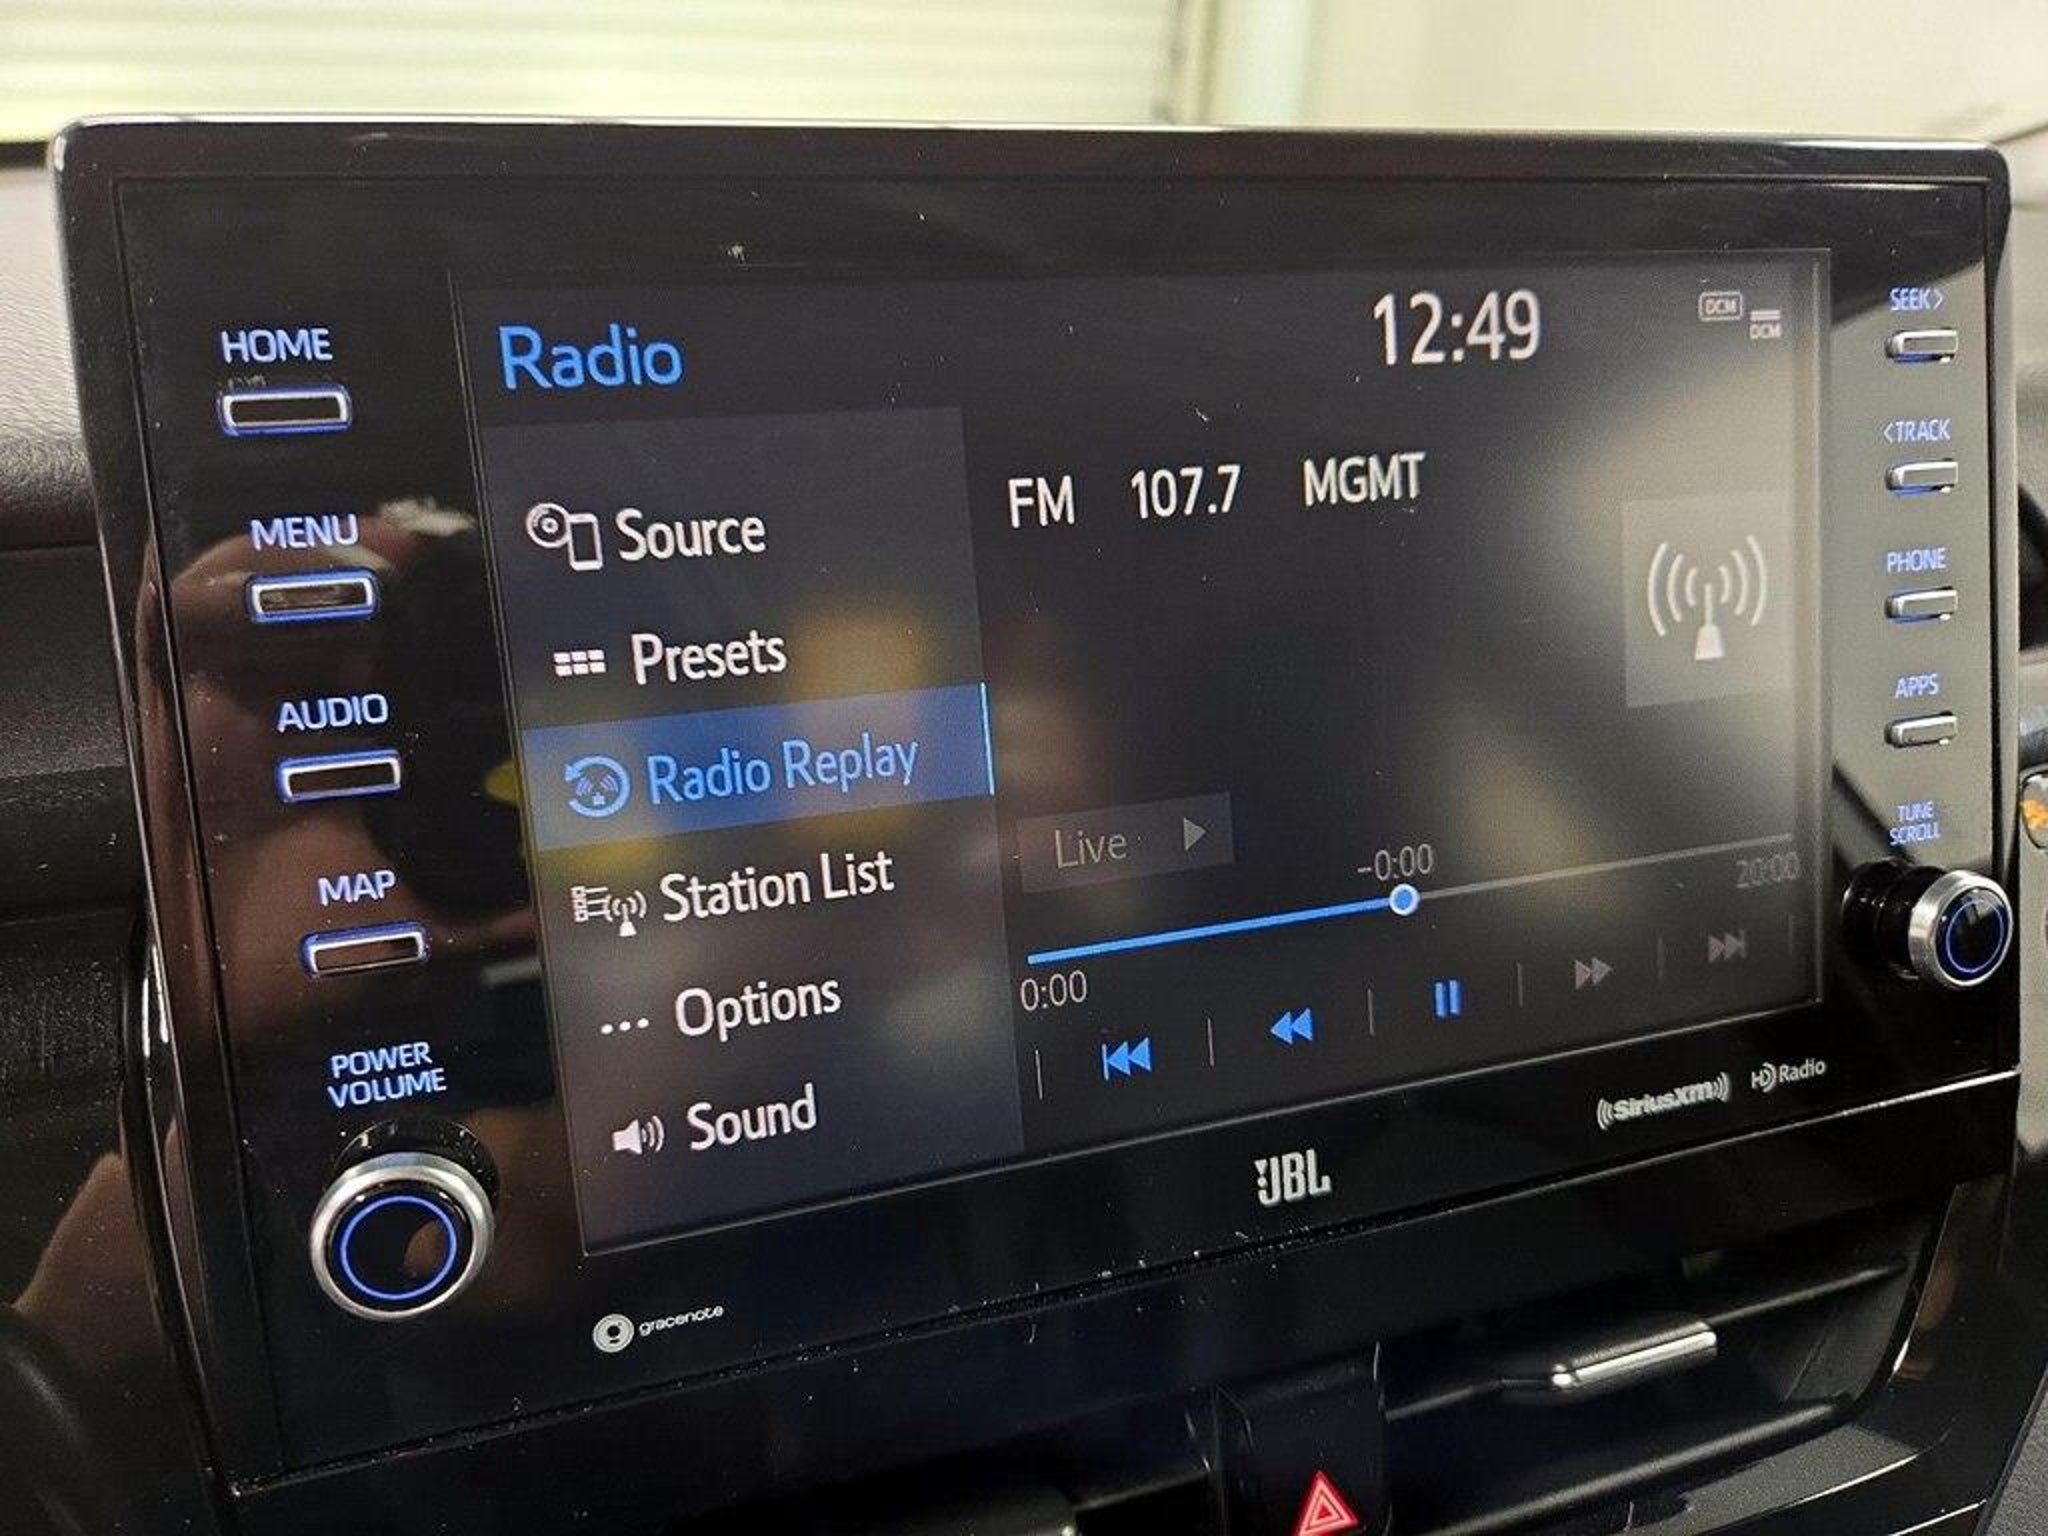 HOME
MENU
AUDIO
MAP
POWER
VOLUME
Radio
12:49
DCM
DCM
Source
Presets
Radio Replay
Station List
... Options
Sound
FM 107.7 MGMT
Live
-0:00
20:00
0:00
SEEK>
<TRACK
PHONE
APPS
TUNE
SCROLL
gracenote
JBL
SiriusXM
HD Radio